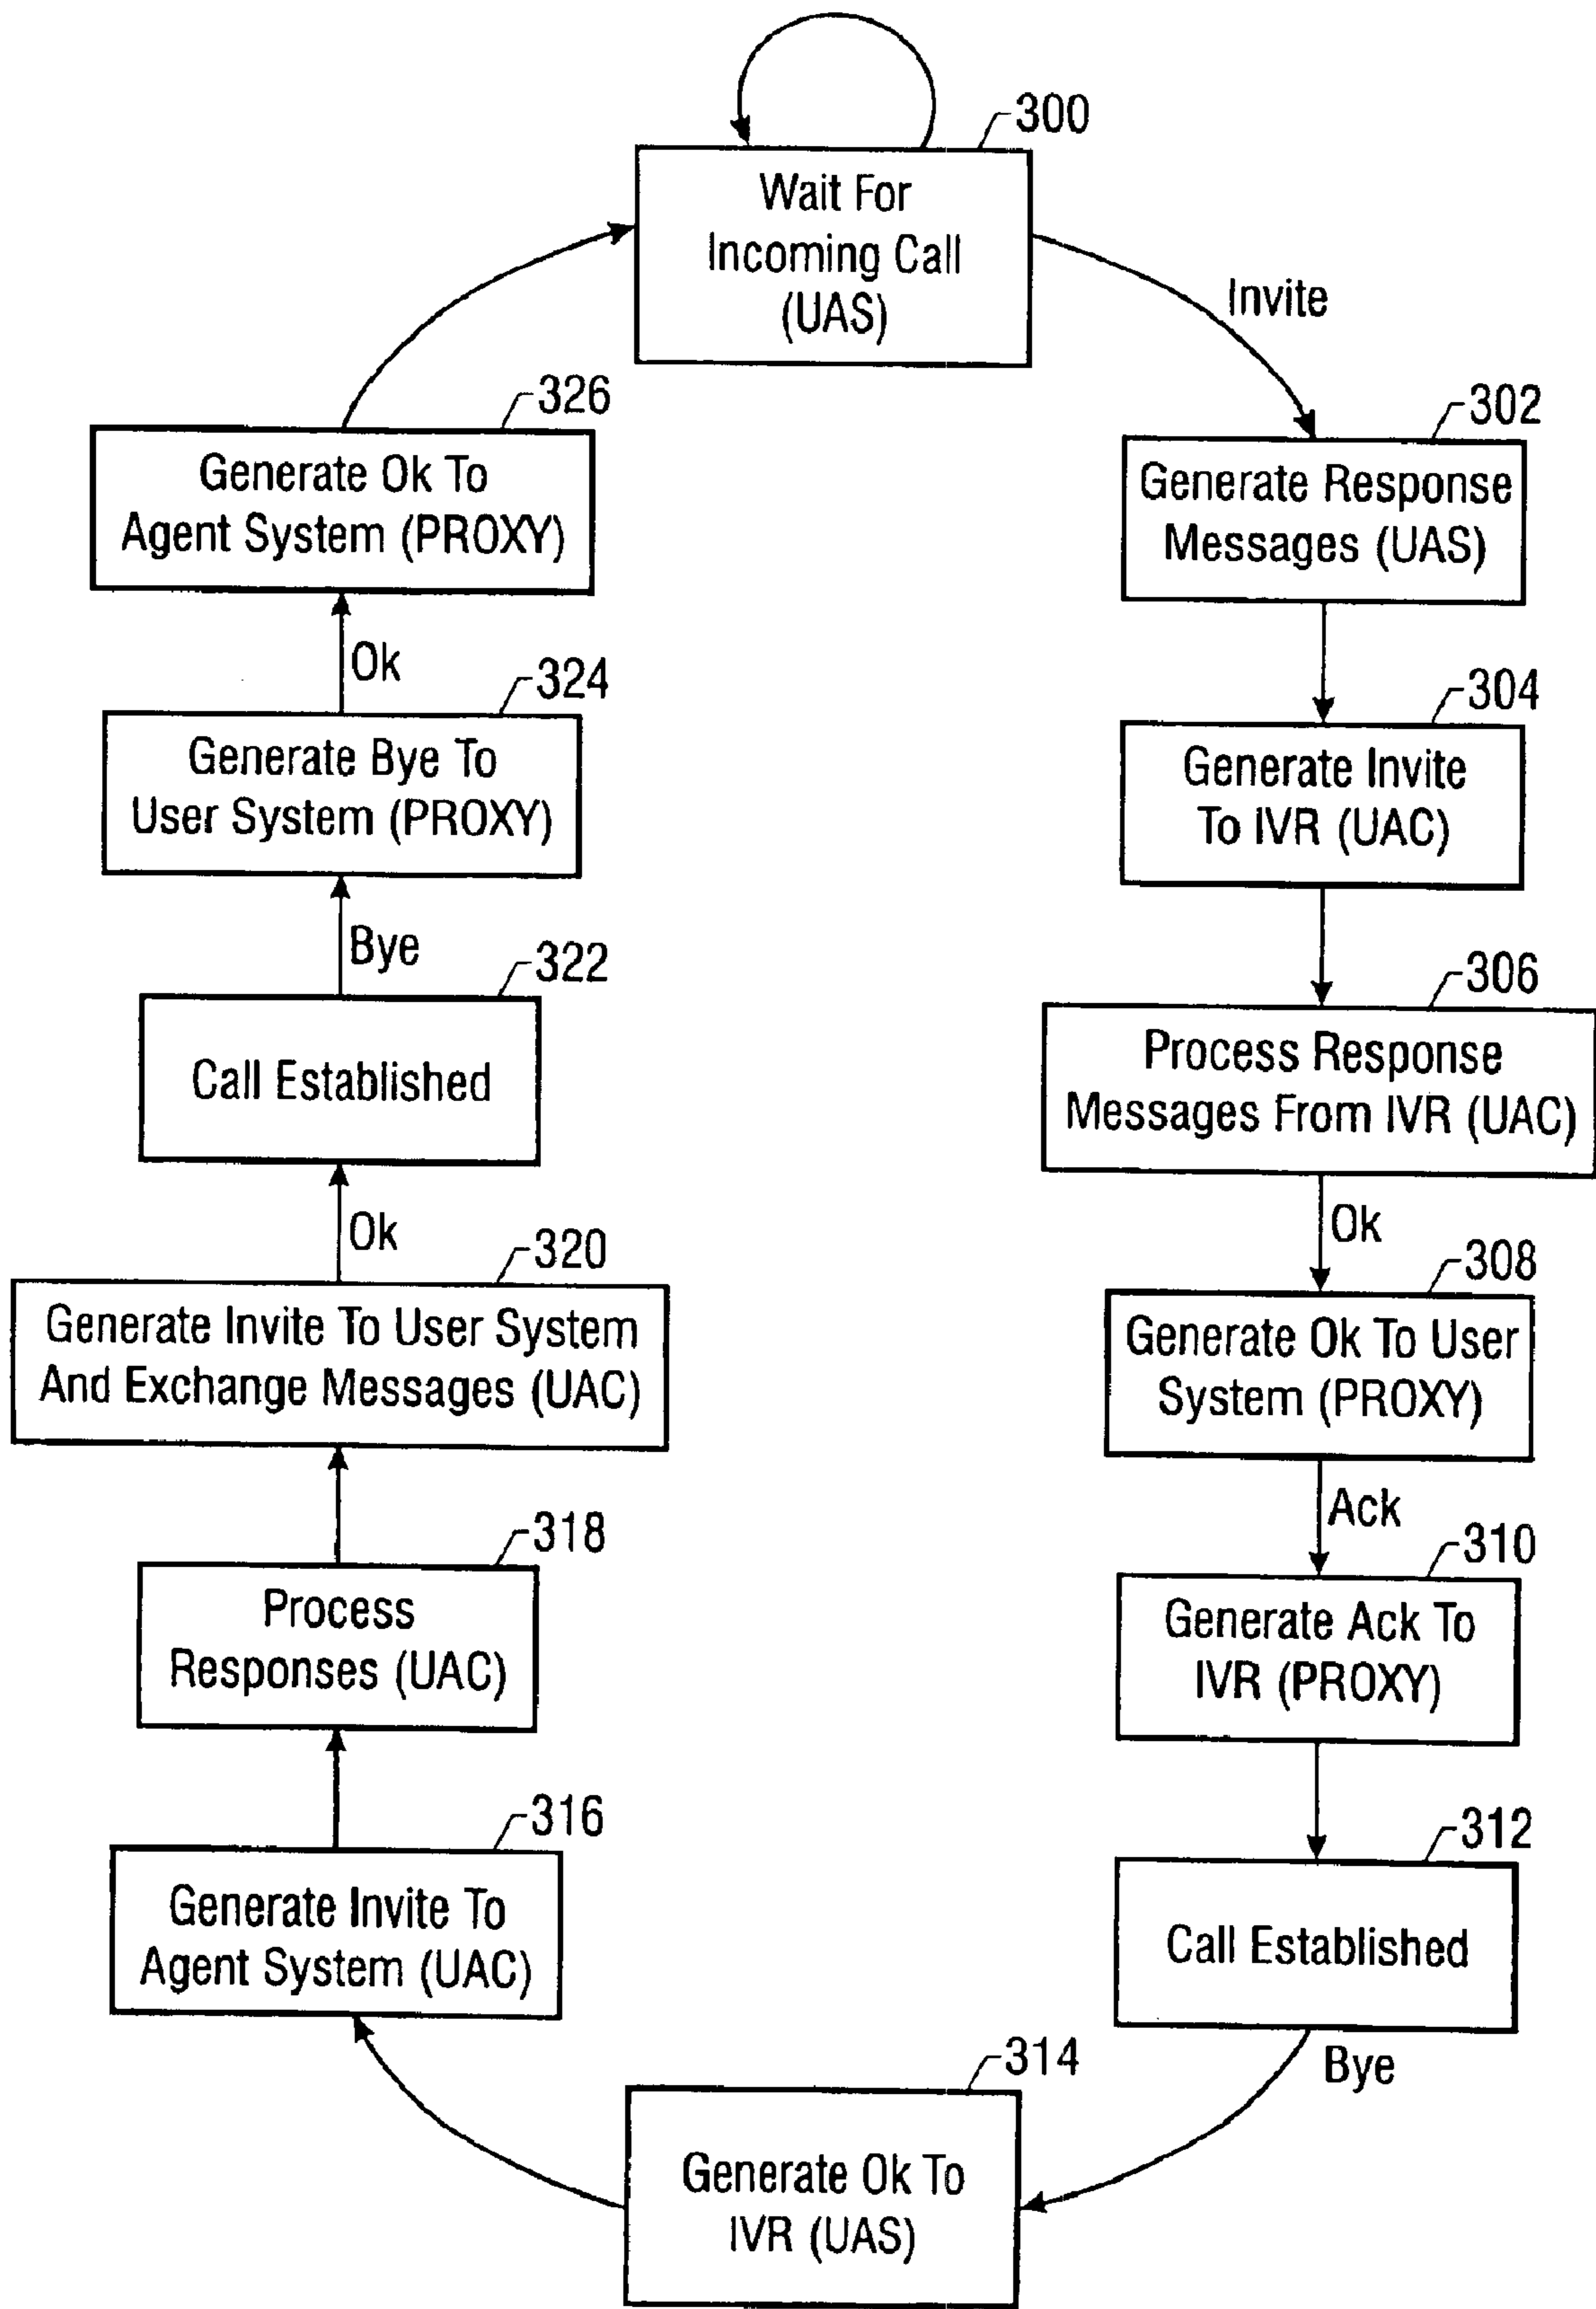 300
Wait For
Incoming Call
(UAS)
Invite
302
Generate Response
Messages (UAS)
304
Generate Invite
To IVR (UAC)
306
Process Response
Messages From IVR (UAC)
Ok
308
Generate Ok To User
System (PROXY)
Ack
310
Generate Ack To
IVR (PROXY)
312
Call Established
Bye
314
Generate Ok To
IVR (UAS)
316
Generate Invite To
Agent System (UAC)
318
Process
Responses (UAC)
320
Generate Invite To User System
And Exchange Messages (UAC)
Ok
322
Call Established
Bye
324
Generate Bye To
User System (PROXY)
Ok
326
Generate Ok To
Agent System (PROXY)